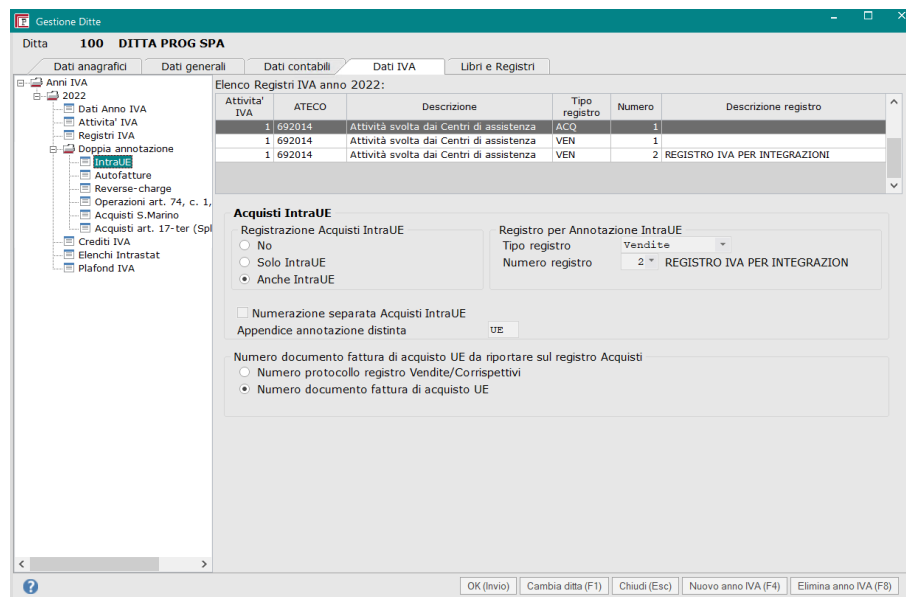 Gestione Ditte
Ditta 100 DITTA PROG SPA
Dati anagrafici Dati generali Dati contabili Dati IVA Libri e Registri
Anni IVA
2022
Dati Anno IVA
Attivita' IVA
Registri IVA
Doppia annotazione
IntraUE
Autofatture
Reverse-charge
Operazioni art. 74, c. 1,
Acquisti S.Marino
Acquisti art. 17-ter (Spl
Crediti IVA
Elenchi Intrastat
Plafond IVA
Elenco Registri IVA anno 2022:
Attivita' IVA ATECO Descrizione Tipo registro Numero Descrizione registro
1 692014 Attività svolta dai Centri di assistenza ACQ 1
1 692014 Attività svolta dai Centri di assistenza VEN 1
1 692014 Attività svolta dai Centri di assistenza VEN 2 REGISTRO IVA PER INTEGRAZIONI
Acquisti IntraUE
Registrazione Acquisti IntraUE
No
Solo IntraUE
Anche IntraUE
Registro per Annotazione IntraUE
Tipo registro Vendite
Numero registro 2 REGISTRO IVA PER INTEGRAZION
Numerazione separata Acquisti IntraUE
Appendice annotazione distinta UE
Numero documento fattura di acquisto UE da riportare sul registro Acquisti
Numero protocollo registro Vendite/Corrispettivi
Numero documento fattura di acquisto UE
OK (Invio) Cambia ditta (F1) Chiudi (Esc) Nuovo anno IVA (F4) Elimina anno IVA (F8)